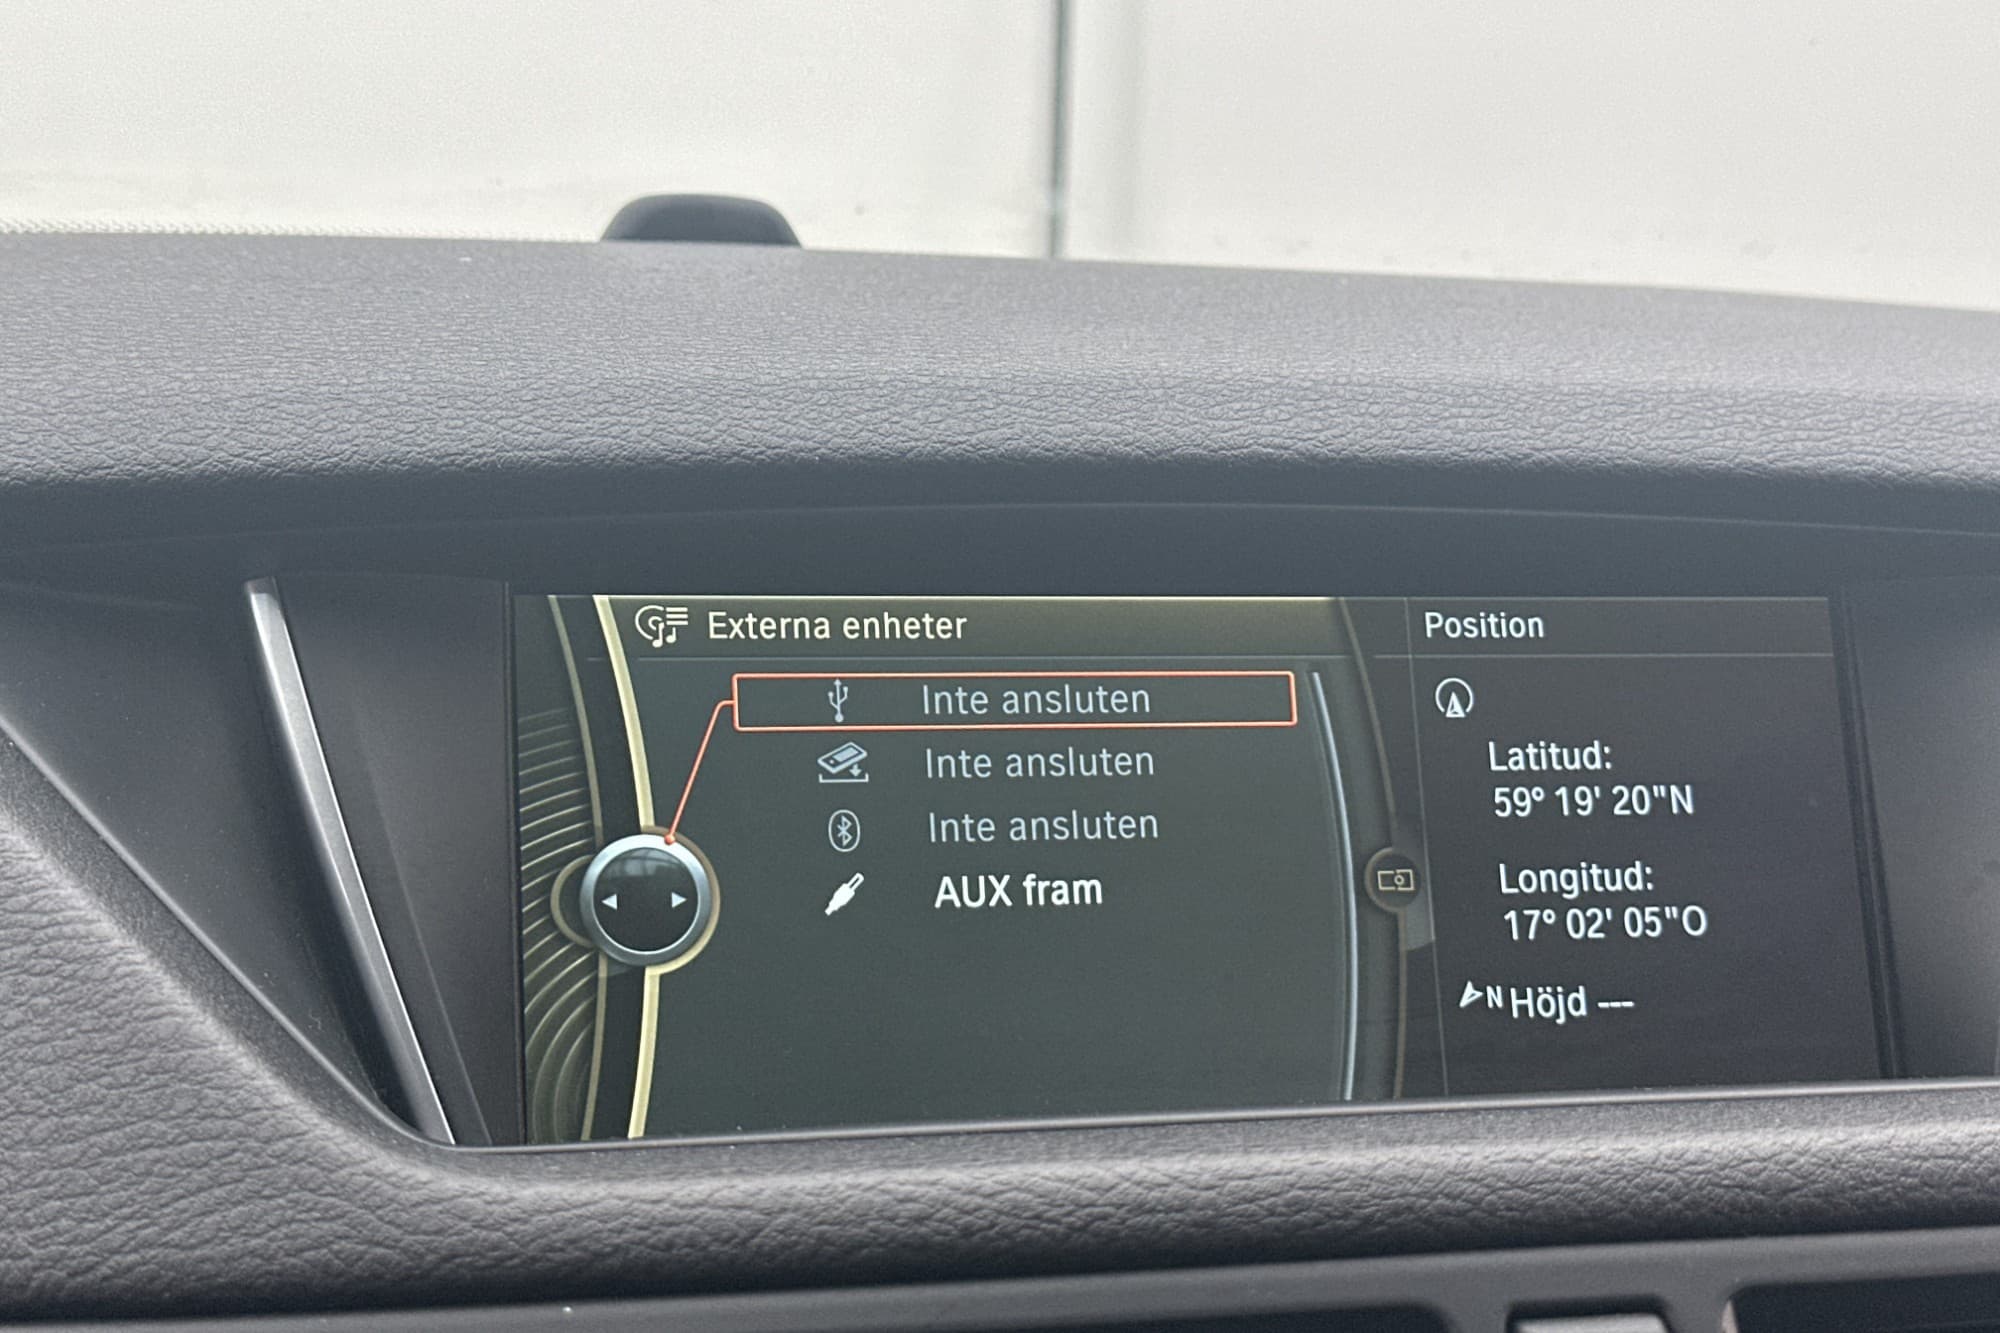 Externa enheter
Inte ansluten
Inte ansluten
Inte ansluten
AUX fram
Position
Latitud:
59° 19' 20"N
Longitud:
17° 02' 05"O
N Höjd ---